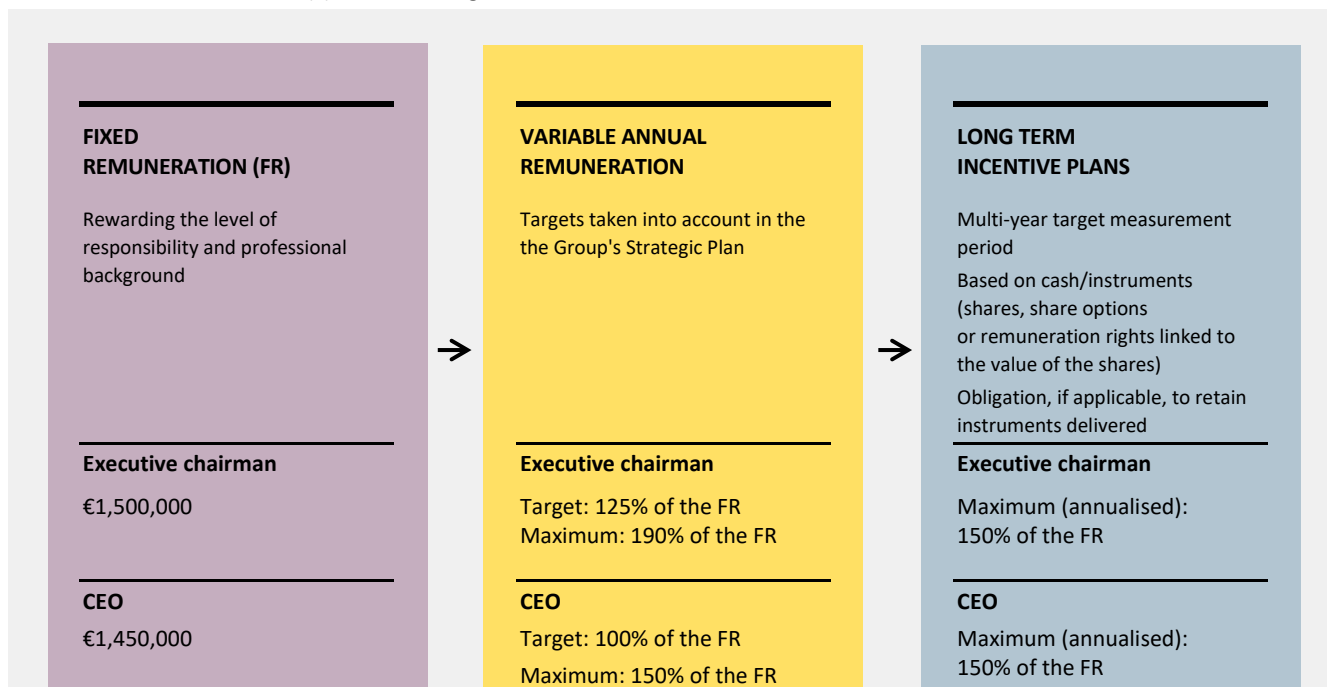 FIXED
REMUNERATION (FR)
Rewarding the level of
responsibility and professional
background
Executive chairman
€1,500,000
CEO
€1,450,000
VARIABLE ANNUAL
REMUNERATION
Targets taken into account in the
the Group's Strategic Plan
Executive chairman
Target: 125% of the FR
Maximum: 190% of the FR
CEO
Target: 100% of the FR
Maximum: 150% of the FR
LONG TERM
INCENTIVE PLANS
Multi-year target measurement
period
Based on cash/instruments
(shares, share options
or remuneration rights linked to
the value of the shares)
Obligation, if applicable, to retain
instruments delivered
Executive chairman
Maximum (annualised):
150% of the FR
CEO
Maximum (annualised):
150% of the FR